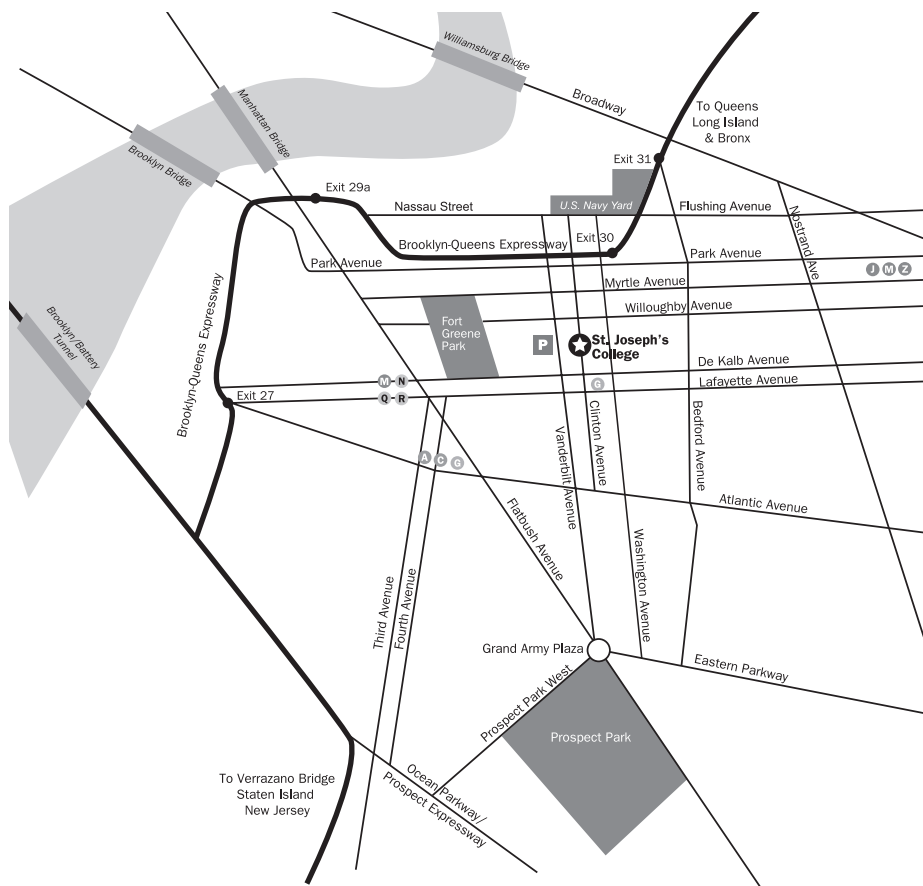 Williamsburg Bridge
Manhattan Bridge
Brooklyn Bridge
Broadway
To Queens
Long Island
& Bronx
Exit 31
Exit 29a
U.S. Navy Yard
Nassau Street
Flushing Avenue
Nostrand Ave
Exit 30
Brooklyn-Queens Expressway
Park Avenue
Park Avenue
J M Z
Myrtle Avenue
Willoughby Avenue
Brooklyn/Battery
Tunnel
Brooklyn-Queens Expressway
Fort
Greene
Park
P
St. Joseph's
College
De Kalb Avenue
Lafayette Avenue
M N
Q R
G
Exit 27
Clinton Avenue
Vanderbilt Avenue
Bedford Avenue
A C G
Atlantic Avenue
Flatbush Avenue
Washington Avenue
Third Avenue
Fourth Avenue
Grand Army Plaza
Eastern Parkway
Prospect Park West
Prospect Park
To Verrazano Bridge
Staten Island
New Jersey
Ocean Parkway/
Prospect Expressway